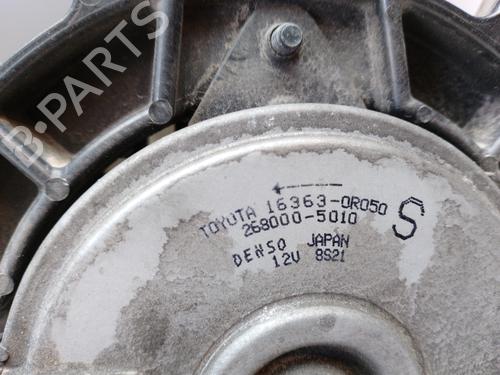 B-PARTS
TOYOTA 16363-0R050
268000-5010
S
DENSO JAPAN
12V 8S21